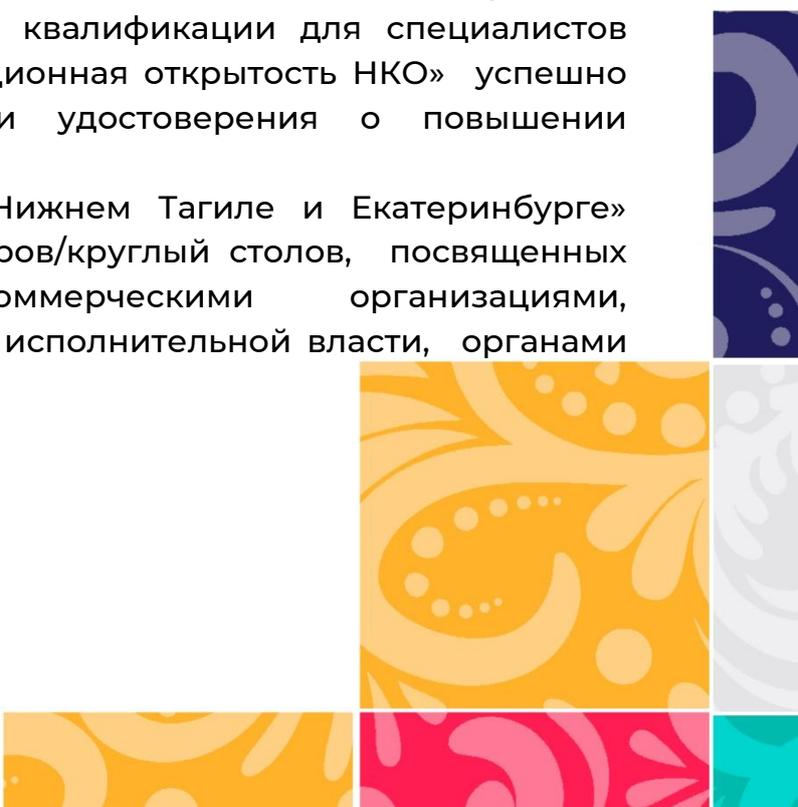 квалификации для специалистов
ционная открытость НКО» успешно
и удостоверения о повышении
Нижнем Тагиле и Екатеринбурге»
ров/круглый столов, посвященных
оммерческими организациями,
исполнительной власти, органами